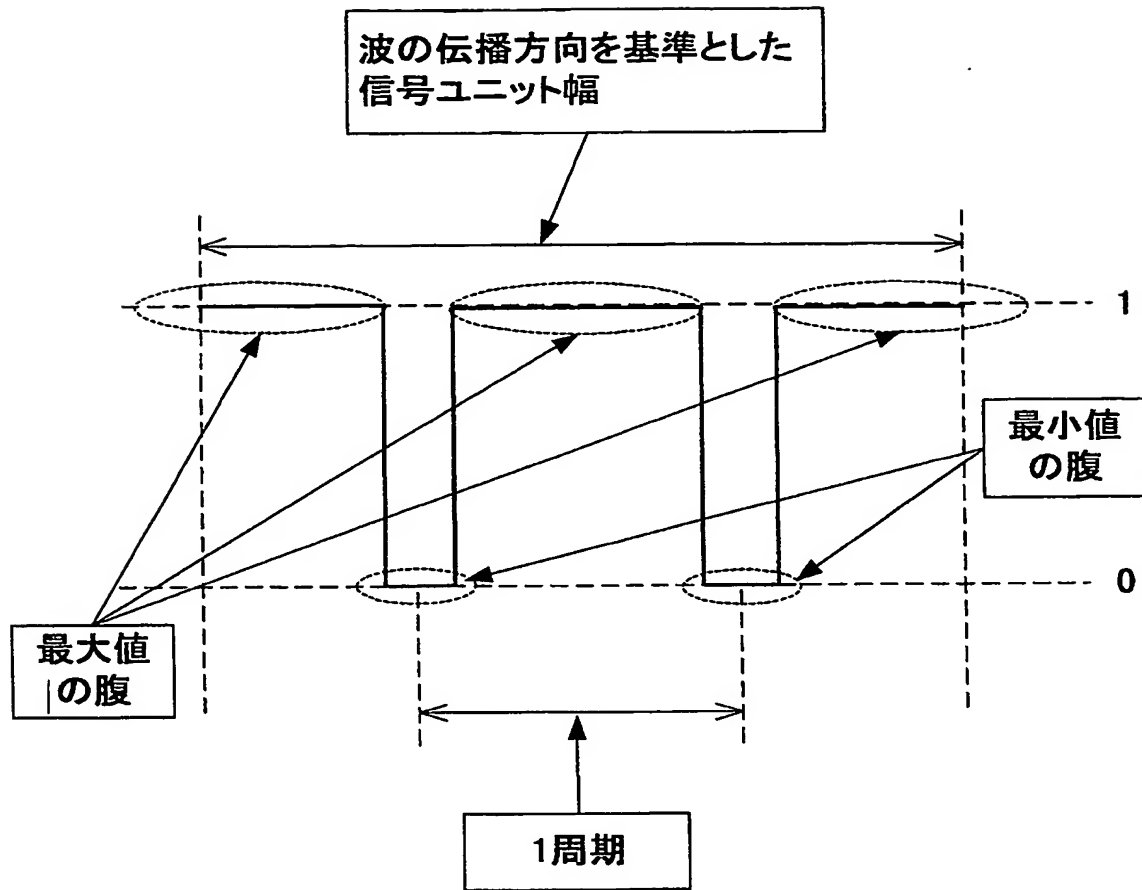 波の伝播方向を基準とした
信号ユニット幅
1
最小値
の腹
0
最大値
の腹
1周期